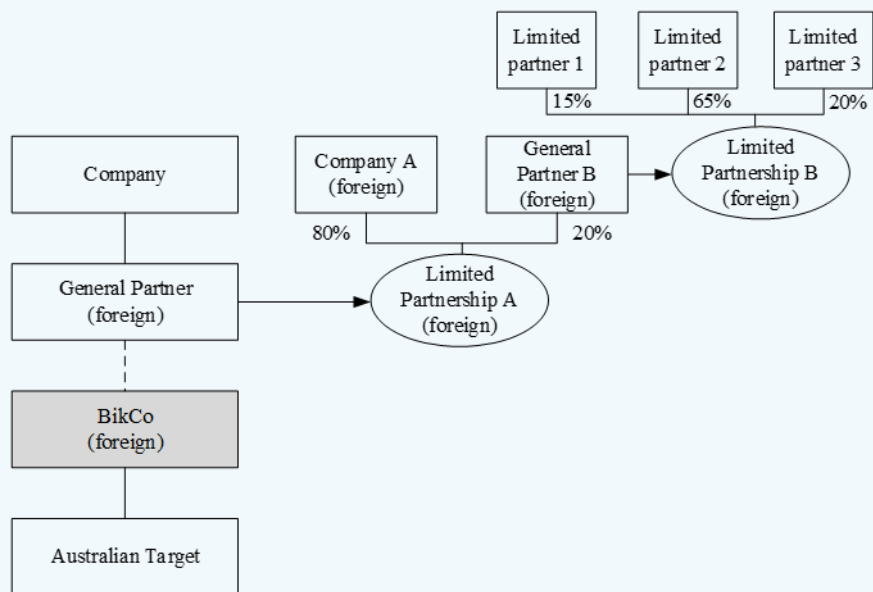 Limited
partner 1
Limited
partner 2
Limited
partner 3
15%
65%
20%
Company
Company A
(foreign)
General
Partner B
(foreign)
Limited
Partnership B
(foreign)
80%
20%
General Partner
(foreign)
Limited
Partnership A
(foreign)
BikCo
(foreign)
Australian Target